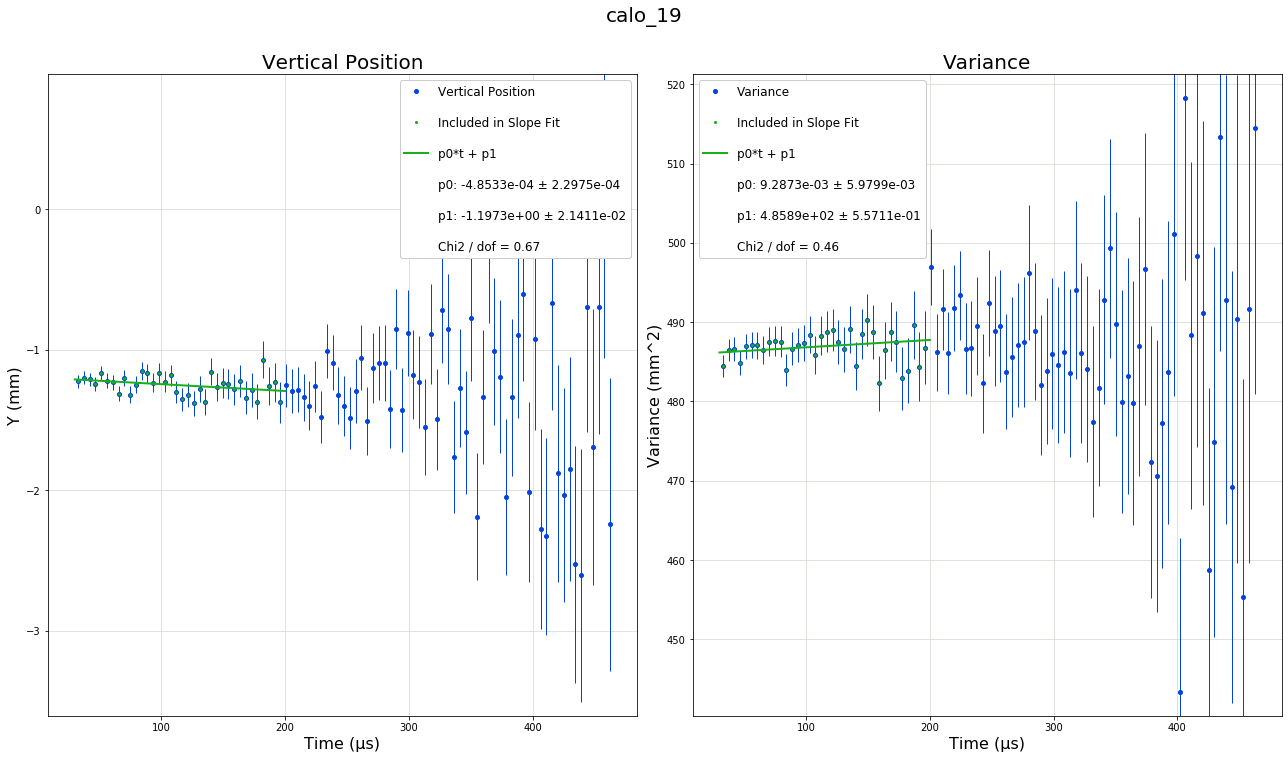 calo_19
Vertical Position
Vertical Position
Included in Slope Fit
p0*t + p1
p0: -4.8533e-04 ± 2.2975e-04
p1: -1.1973e+00 ± 2.1411e-02
Chi2 / dof = 0.67
0
−1
−2
−3
Y (mm)
100
200
300
400
Time (μs)
Variance
Variance
Included in Slope Fit
p0*t + p1
p0: 9.2873e-03 ± 5.9799e-03
p1: 4.8589e+02 ± 5.5711e-01
Chi2 / dof = 0.46
520
510
500
490
480
470
460
450
Variance (mm^2)
100
200
300
400
Time (μs)